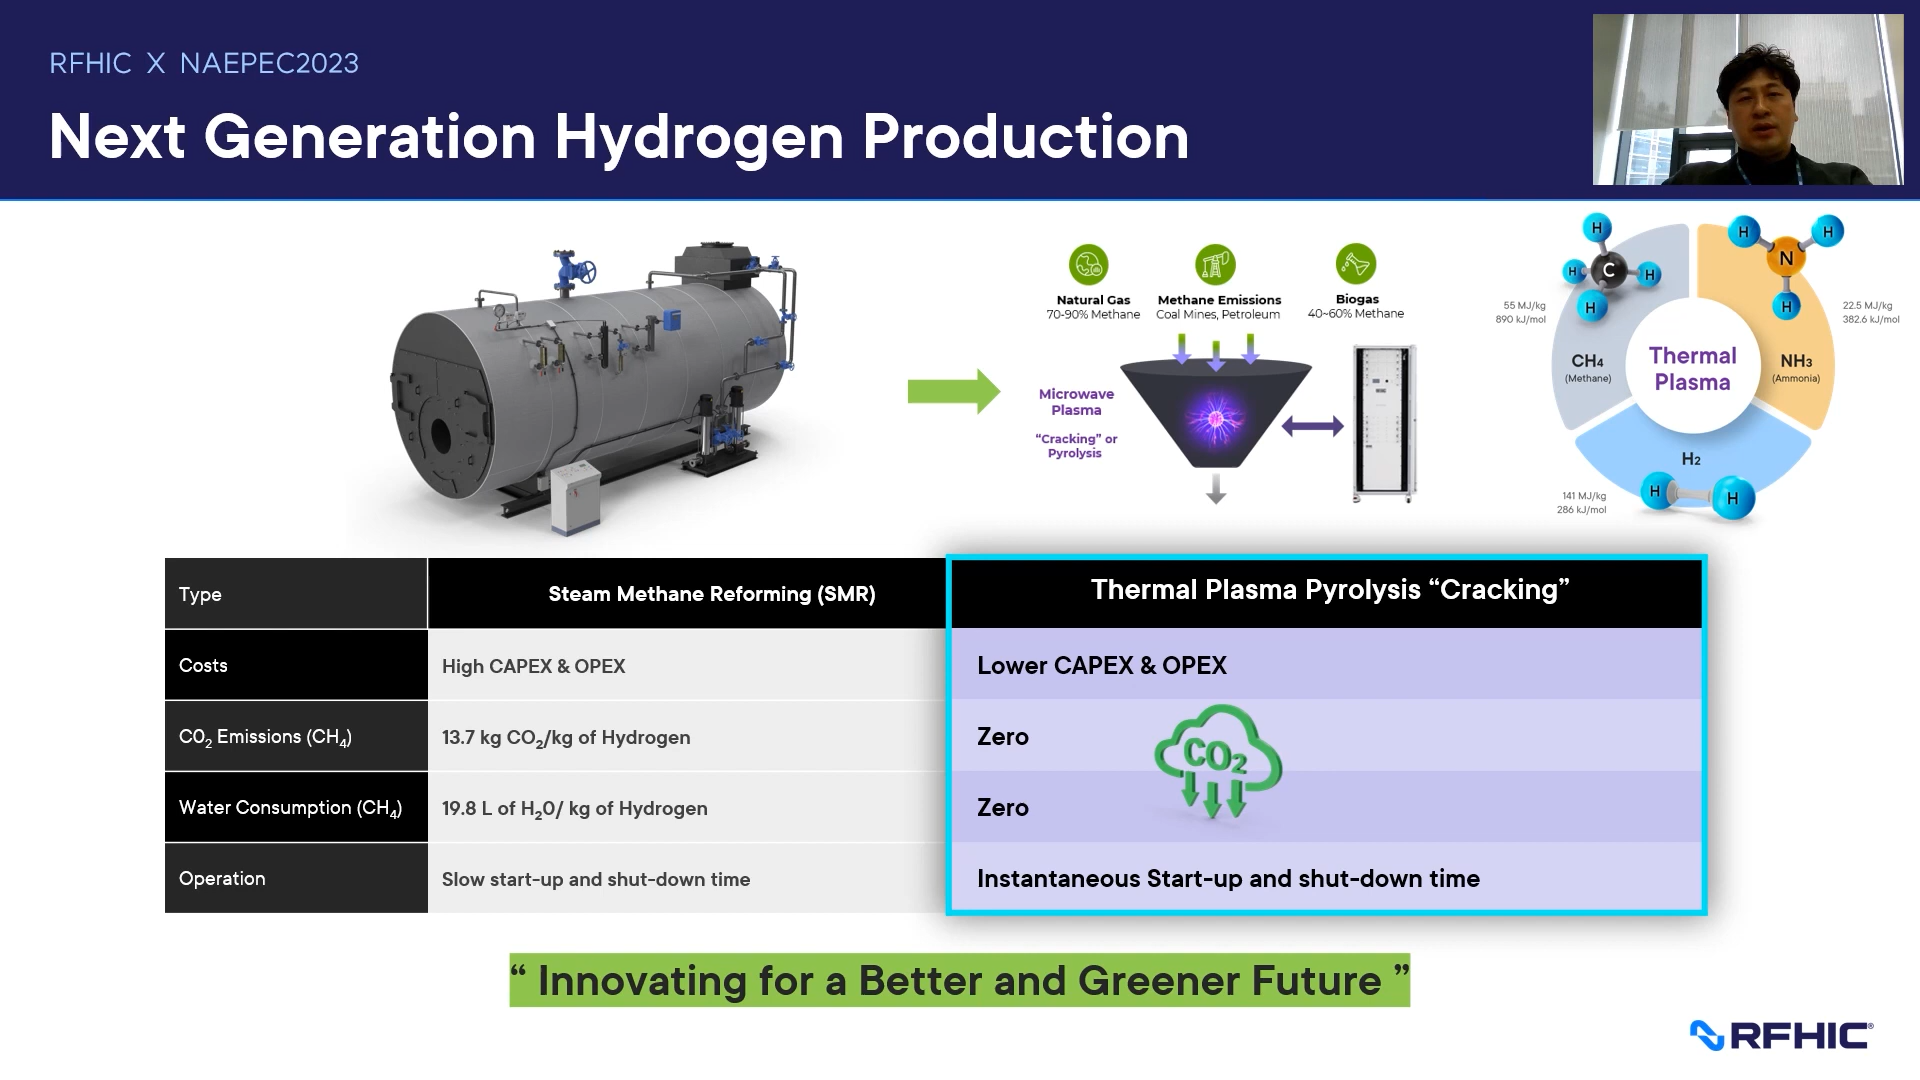 RFHIC X NAEPEC2023
Next Generation Hydrogen Production
Natural Gas
70-90% Methane
Methane Emissions
Coal Mines, Petroleum
Biogas
40~60% Methane
Microwave
Plasma
“Cracking” or
Pyrolysis
H
H
C
H
H
55 MJ/kg
890 kJ/mol
CH4
(Methane)
Thermal
Plasma
H
H
N
H
22.5 MJ/kg
382.6 kJ/mol
NH3
(Ammonia)
H2
H
H
141 MJ/kg
286 kJ/mol
Type
Steam Methane Reforming (SMR)
Thermal Plasma Pyrolysis “Cracking”
Costs
High CAPEX & OPEX
Lower CAPEX & OPEX
C0₂ Emissions (CH₄)
13.7 kg CO₂/kg of Hydrogen
Zero
CO₂
Water Consumption (CH₄)
19.8 L of H₂0/ kg of Hydrogen
Zero
Operation
Slow start-up and shut-down time
Instantaneous Start-up and shut-down time
“ Innovating for a Better and Greener Future ”
RFHIC®